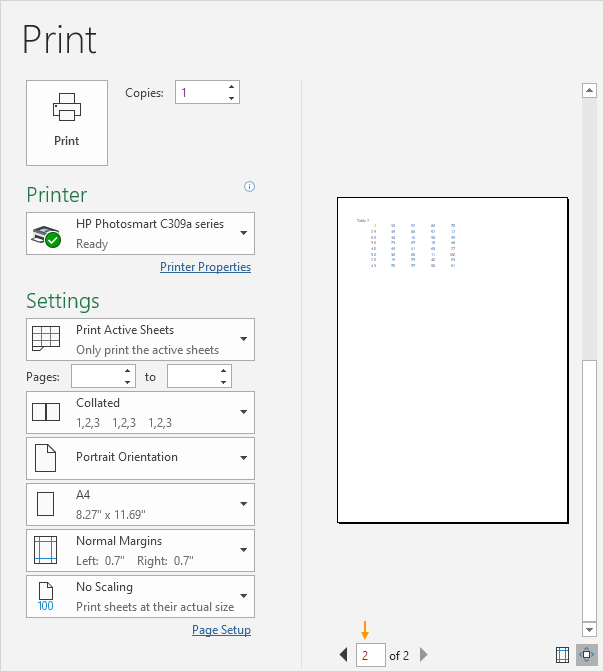 Print
Print
Copies: 1
Printer
HP Photosmart C309a series
Ready
Printer Properties
Settings
Print Active Sheets
Only print the active sheets
Pages: to
Collated
1,2,3 1,2,3 1,2,3
Portrait Orientation
A4
8.27" x 11.69"
Normal Margins
Left: 0.7" Right: 0.7"
No Scaling
Print sheets at their actual size
100
Page Setup
2 of 2